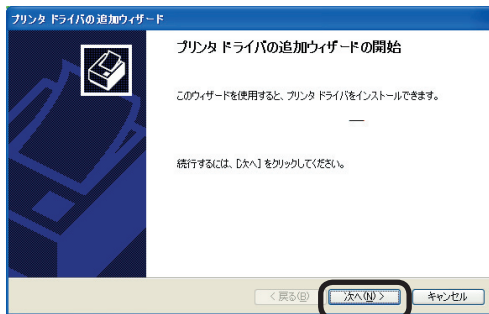 プリンタ ドライバの追加ウィザード
プリンタ ドライバの追加ウィザードの開始
このウィザードを使用すると、プリンタ ドライバをインストールできます。
続行するには、[次へ] をクリックしてください。
< 戻る(B)
次へ(N) >
キャンセル